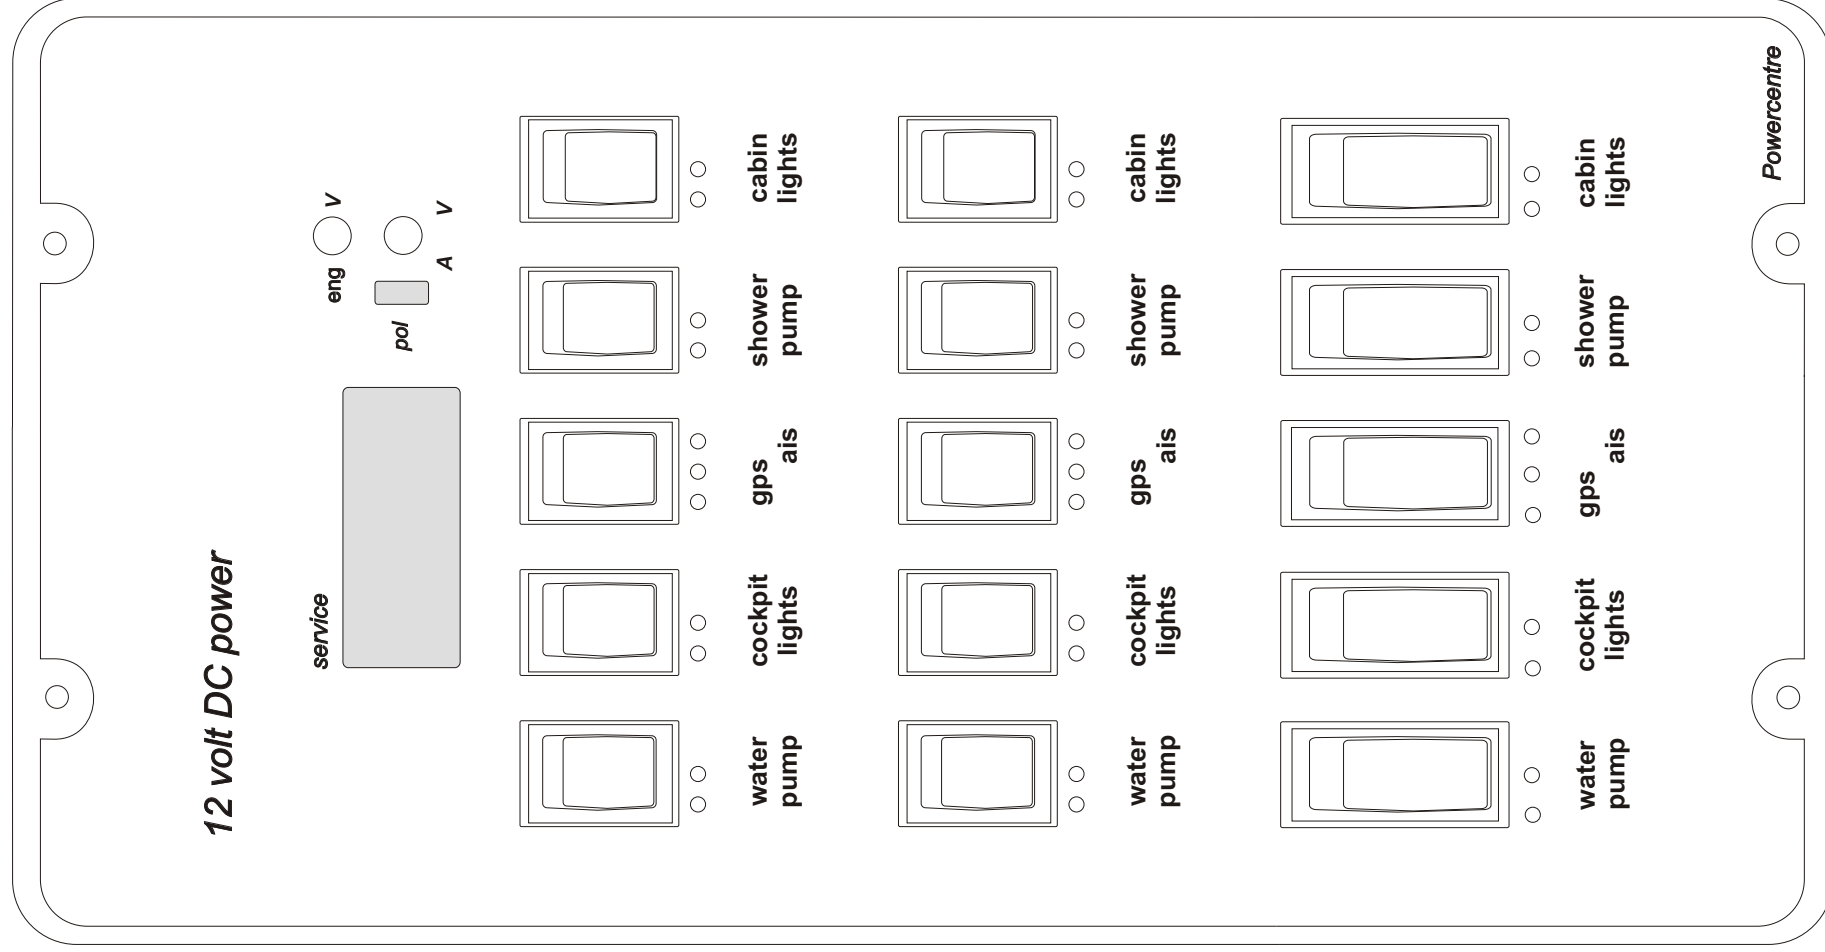 12 volt DC power
service
eng V
pol
A V
water
pump
cockpit
lights
gps
ais
shower
pump
cabin
lights
water
pump
cockpit
lights
gps
ais
shower
pump
cabin
lights
water
pump
cockpit
lights
gps
ais
shower
pump
cabin
lights
Powercentre